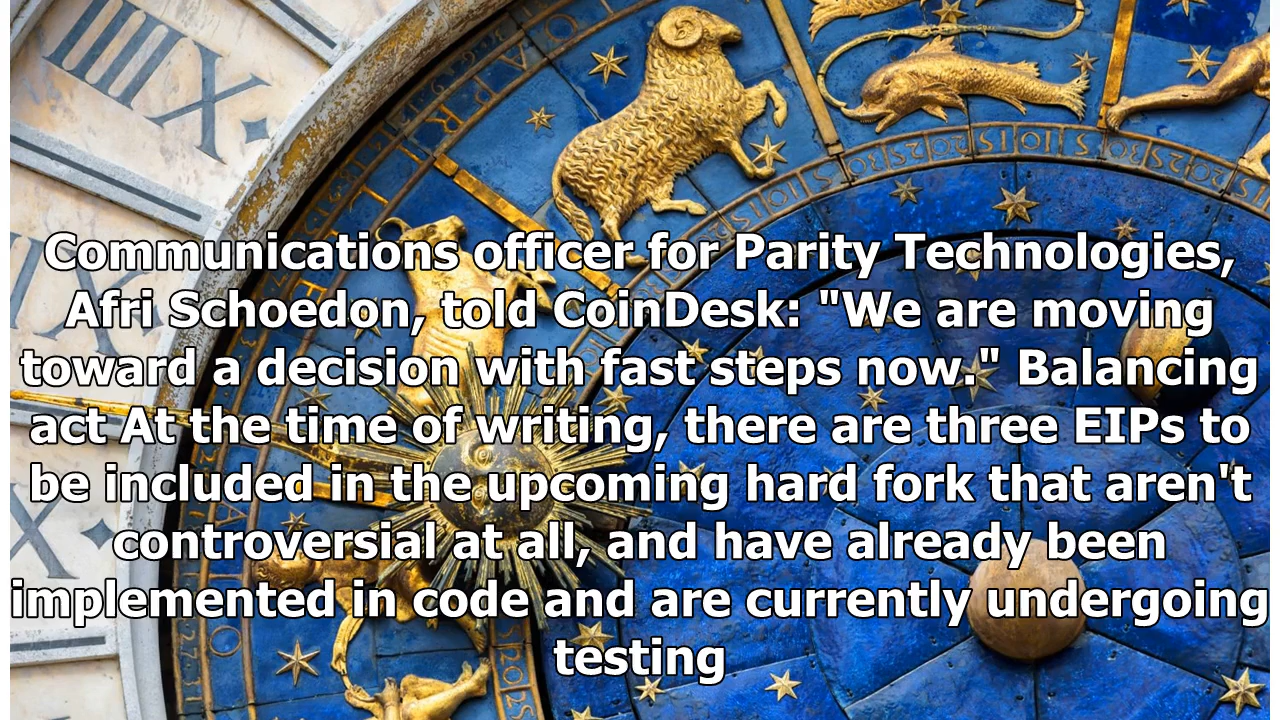 Communications officer for Parity Technologies,
Afri Schoedon, told CoinDesk: "We are moving
toward a decision with fast steps now." Balancing
act At the time of writing, there are three EIPs to
be included in the upcoming hard fork that aren't
controversial at all, and have already been
implemented in code and are currently undergoing
testing